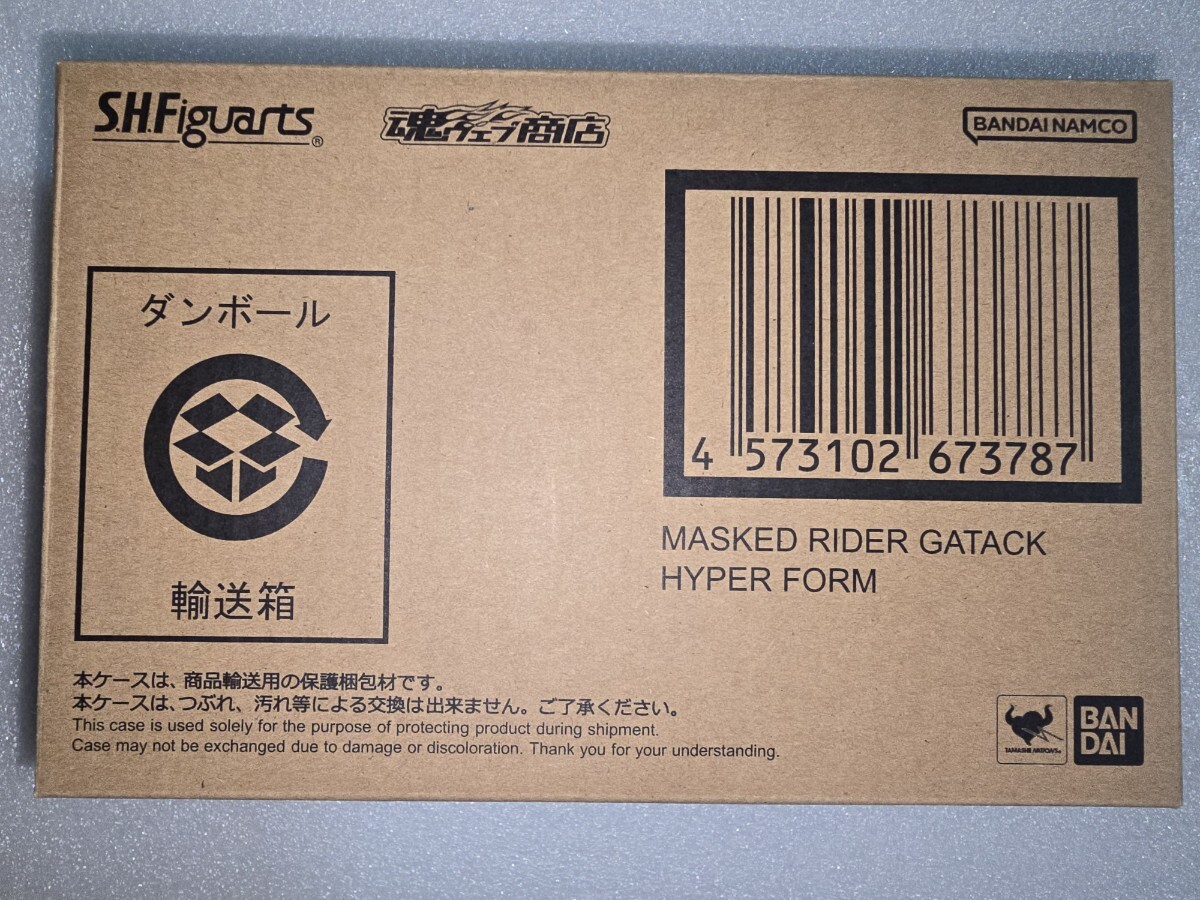 S.H.Figuarts®
魂ウェブ商店
BANDAI NAMCO
ダンボール
輸送箱
4 573102 673787
MASKED RIDER GATACK
HYPER FORM
本ケースは、商品輸送用の保護梱包材です。
本ケースは、つぶれ、汚れ等による交換は出来ません。ご了承ください。
This case is used solely for the purpose of protecting product during shipment.
Case may not be exchanged due to damage or discoloration. Thank you for your understanding.
TAMASHII NATIONS
BAN
DAI